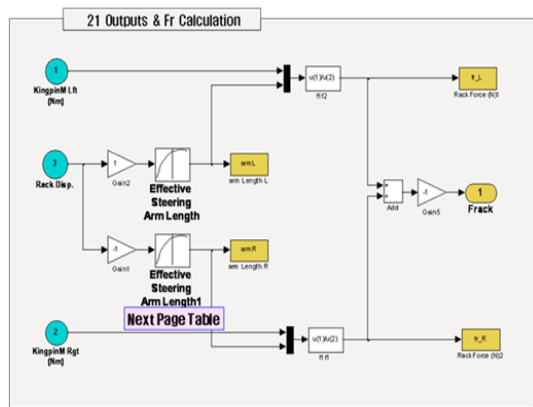 21 Outputs & Fr Calculation
1
KingpinM Lft
(Nm)
u(1)/u(2)
f1f2
fr_L
Rack Force (N)1
3
Rack Disp.
1
Gain2
Effective
Steering
Arm Length
armL
arm Length L
Add
-1
Gain5
1
Frack
-1
Gain1
Effective
Steering
Arm Length1
armR
arm Length R
Next Page Table
2
KingpinM Rgt
(Nm)
u(1)/u(2)
f1f1
fr_R
Rack Force (N)2